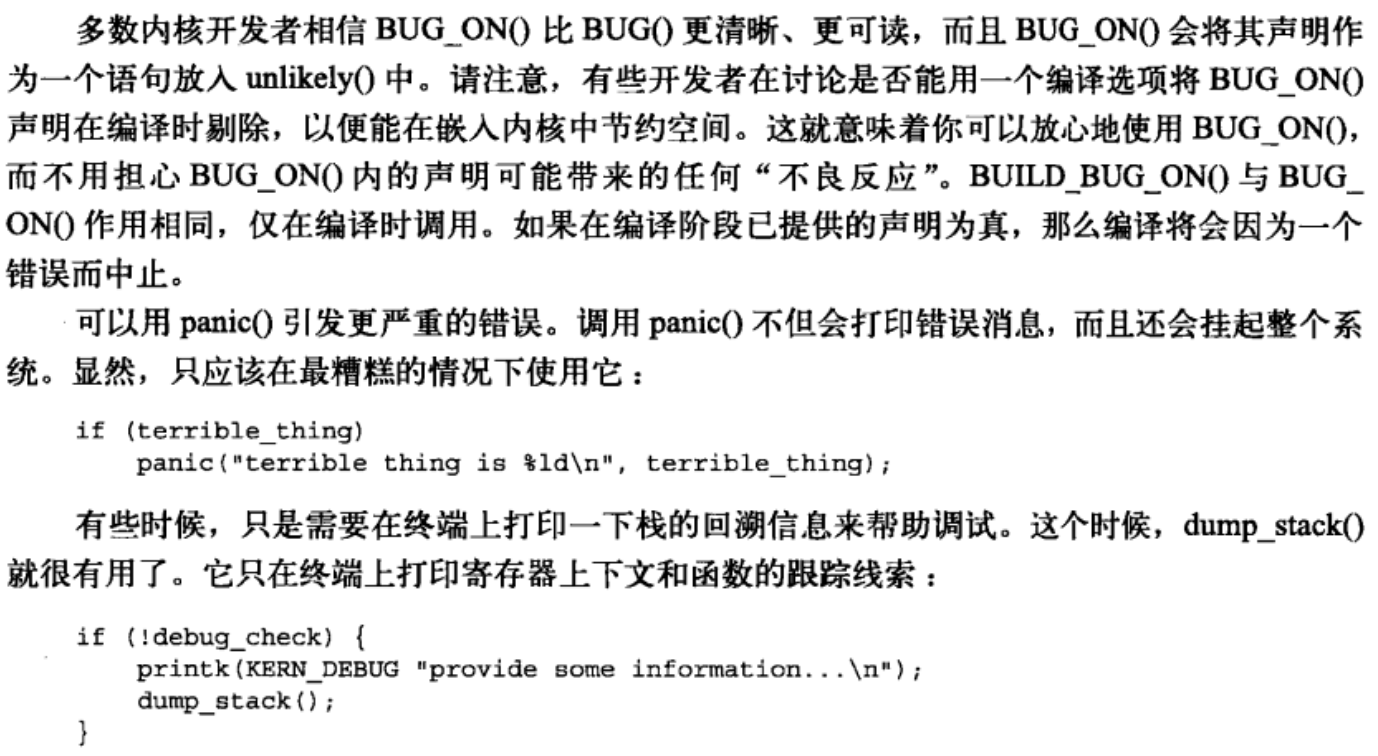 多数内核开发者相信 BUG_ON() 比 BUG() 更清晰、更可读，而且 BUG_ON() 会将其声明作
为一个语句放入 unlikely() 中。请注意，有些开发者在讨论是否能用一个编译选项将 BUG_ON()
声明在编译时剔除，以便能在嵌入内核中节约空间。这就意味着你可以放心地使用 BUG_ON()，
而不用担心 BUG_ON() 内的声明可能带来的任何“不良反应”。BUILD_BUG_ON() 与 BUG_
ON() 作用相同，仅在编译时调用。如果在编译阶段已提供的声明为真，那么编译将会因为一个
错误而中止。
可以用 panic() 引发更严重的错误。调用 panic() 不但会打印错误消息，而且还会挂起整个系
统。显然，只应该在最糟糕的情况下使用它：
if (terrible_thing)
    panic("terrible thing is %ld\n", terrible_thing);
有些时候，只是需要在终端上打印一下栈的回溯信息来帮助调试。这个时候，dump_stack()
就很有用了。它只在终端上打印寄存器上下文和函数的跟踪线索：
if (!debug_check) {
    printk(KERN_DEBUG "provide some information...\n");
    dump_stack();
}